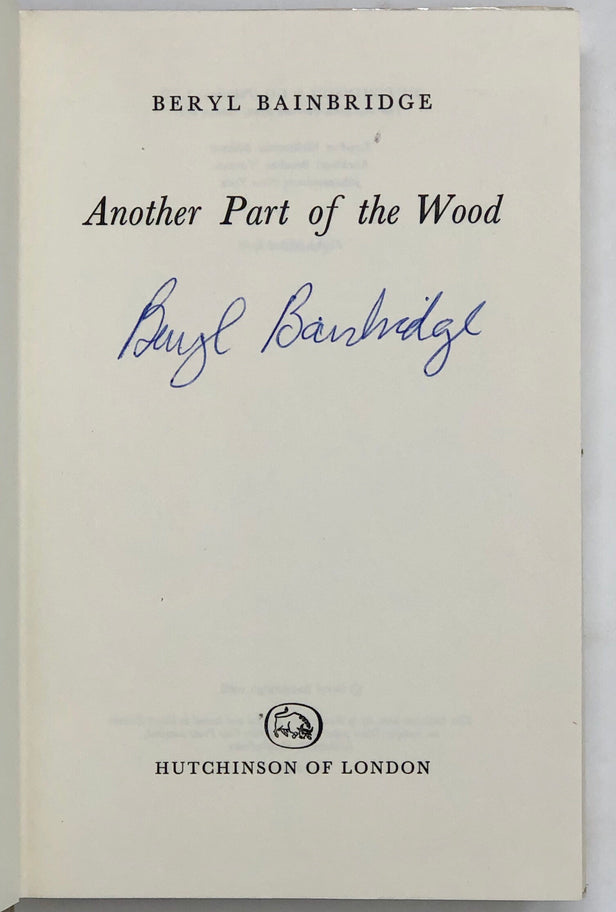 BERYL BAINBRIDGE
Another Part of the Wood
Beryl Bainbridge
HUTCHINSON OF LONDON